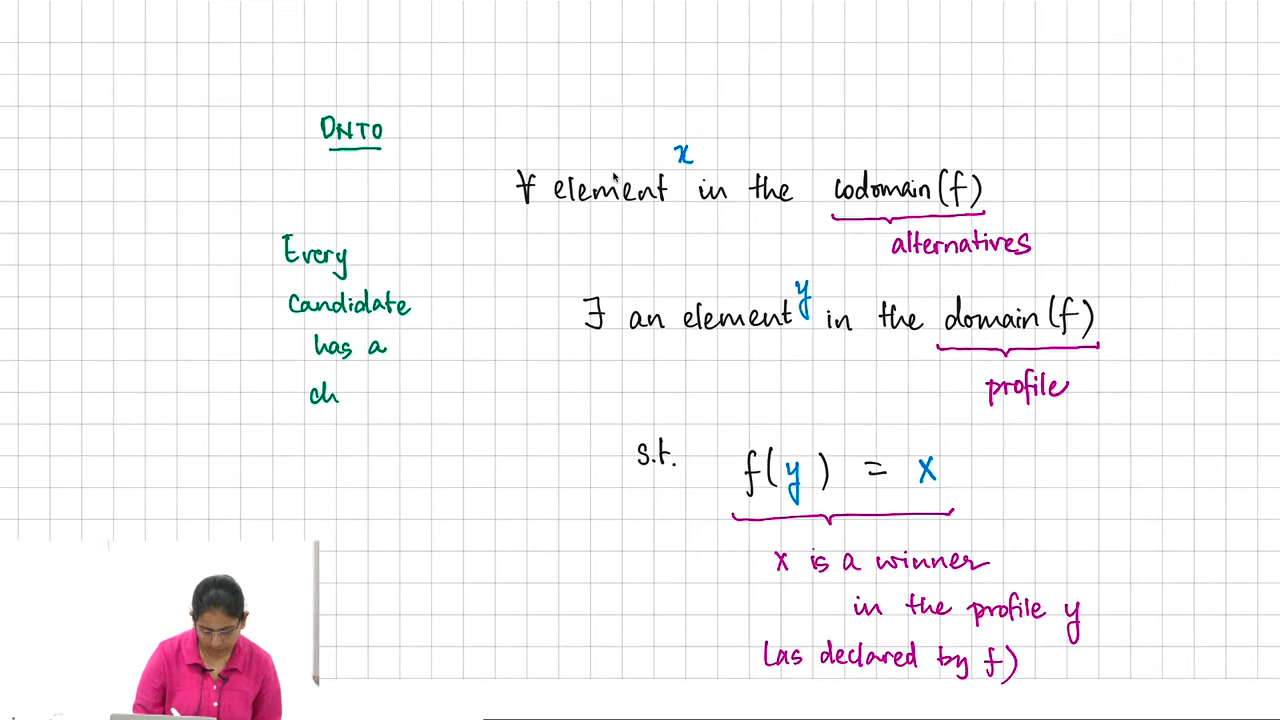 ONTO
Every
Candidate
has a
ch
x
∀ element in the codomain(f)
alternatives
∃ an element y in the domain(f)
profile
s.t. f(y) = x
x is a winner
in the profile y
(as declared by f)